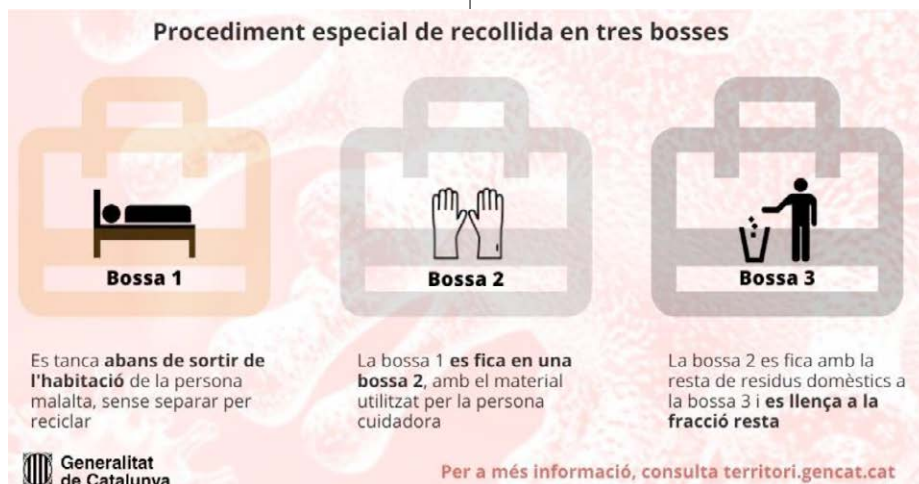 Procediment especial de recollida en tres bosses
Bossa 1
Bossa 2
Bossa 3
Es tanca abans de sortir de
l'habitació de la persona
malalta, sense separar per
reciclar
La bossa 1 es fica en una
bossa 2, amb el material
utilitzat per la persona
cuidadora
La bossa 2 es fica amb la
resta de residus domèstics a
la bossa 3 i es llença a la
fracció resta
Generalitat
de Catalunya
Per a més informació, consulta territori.gencat.cat